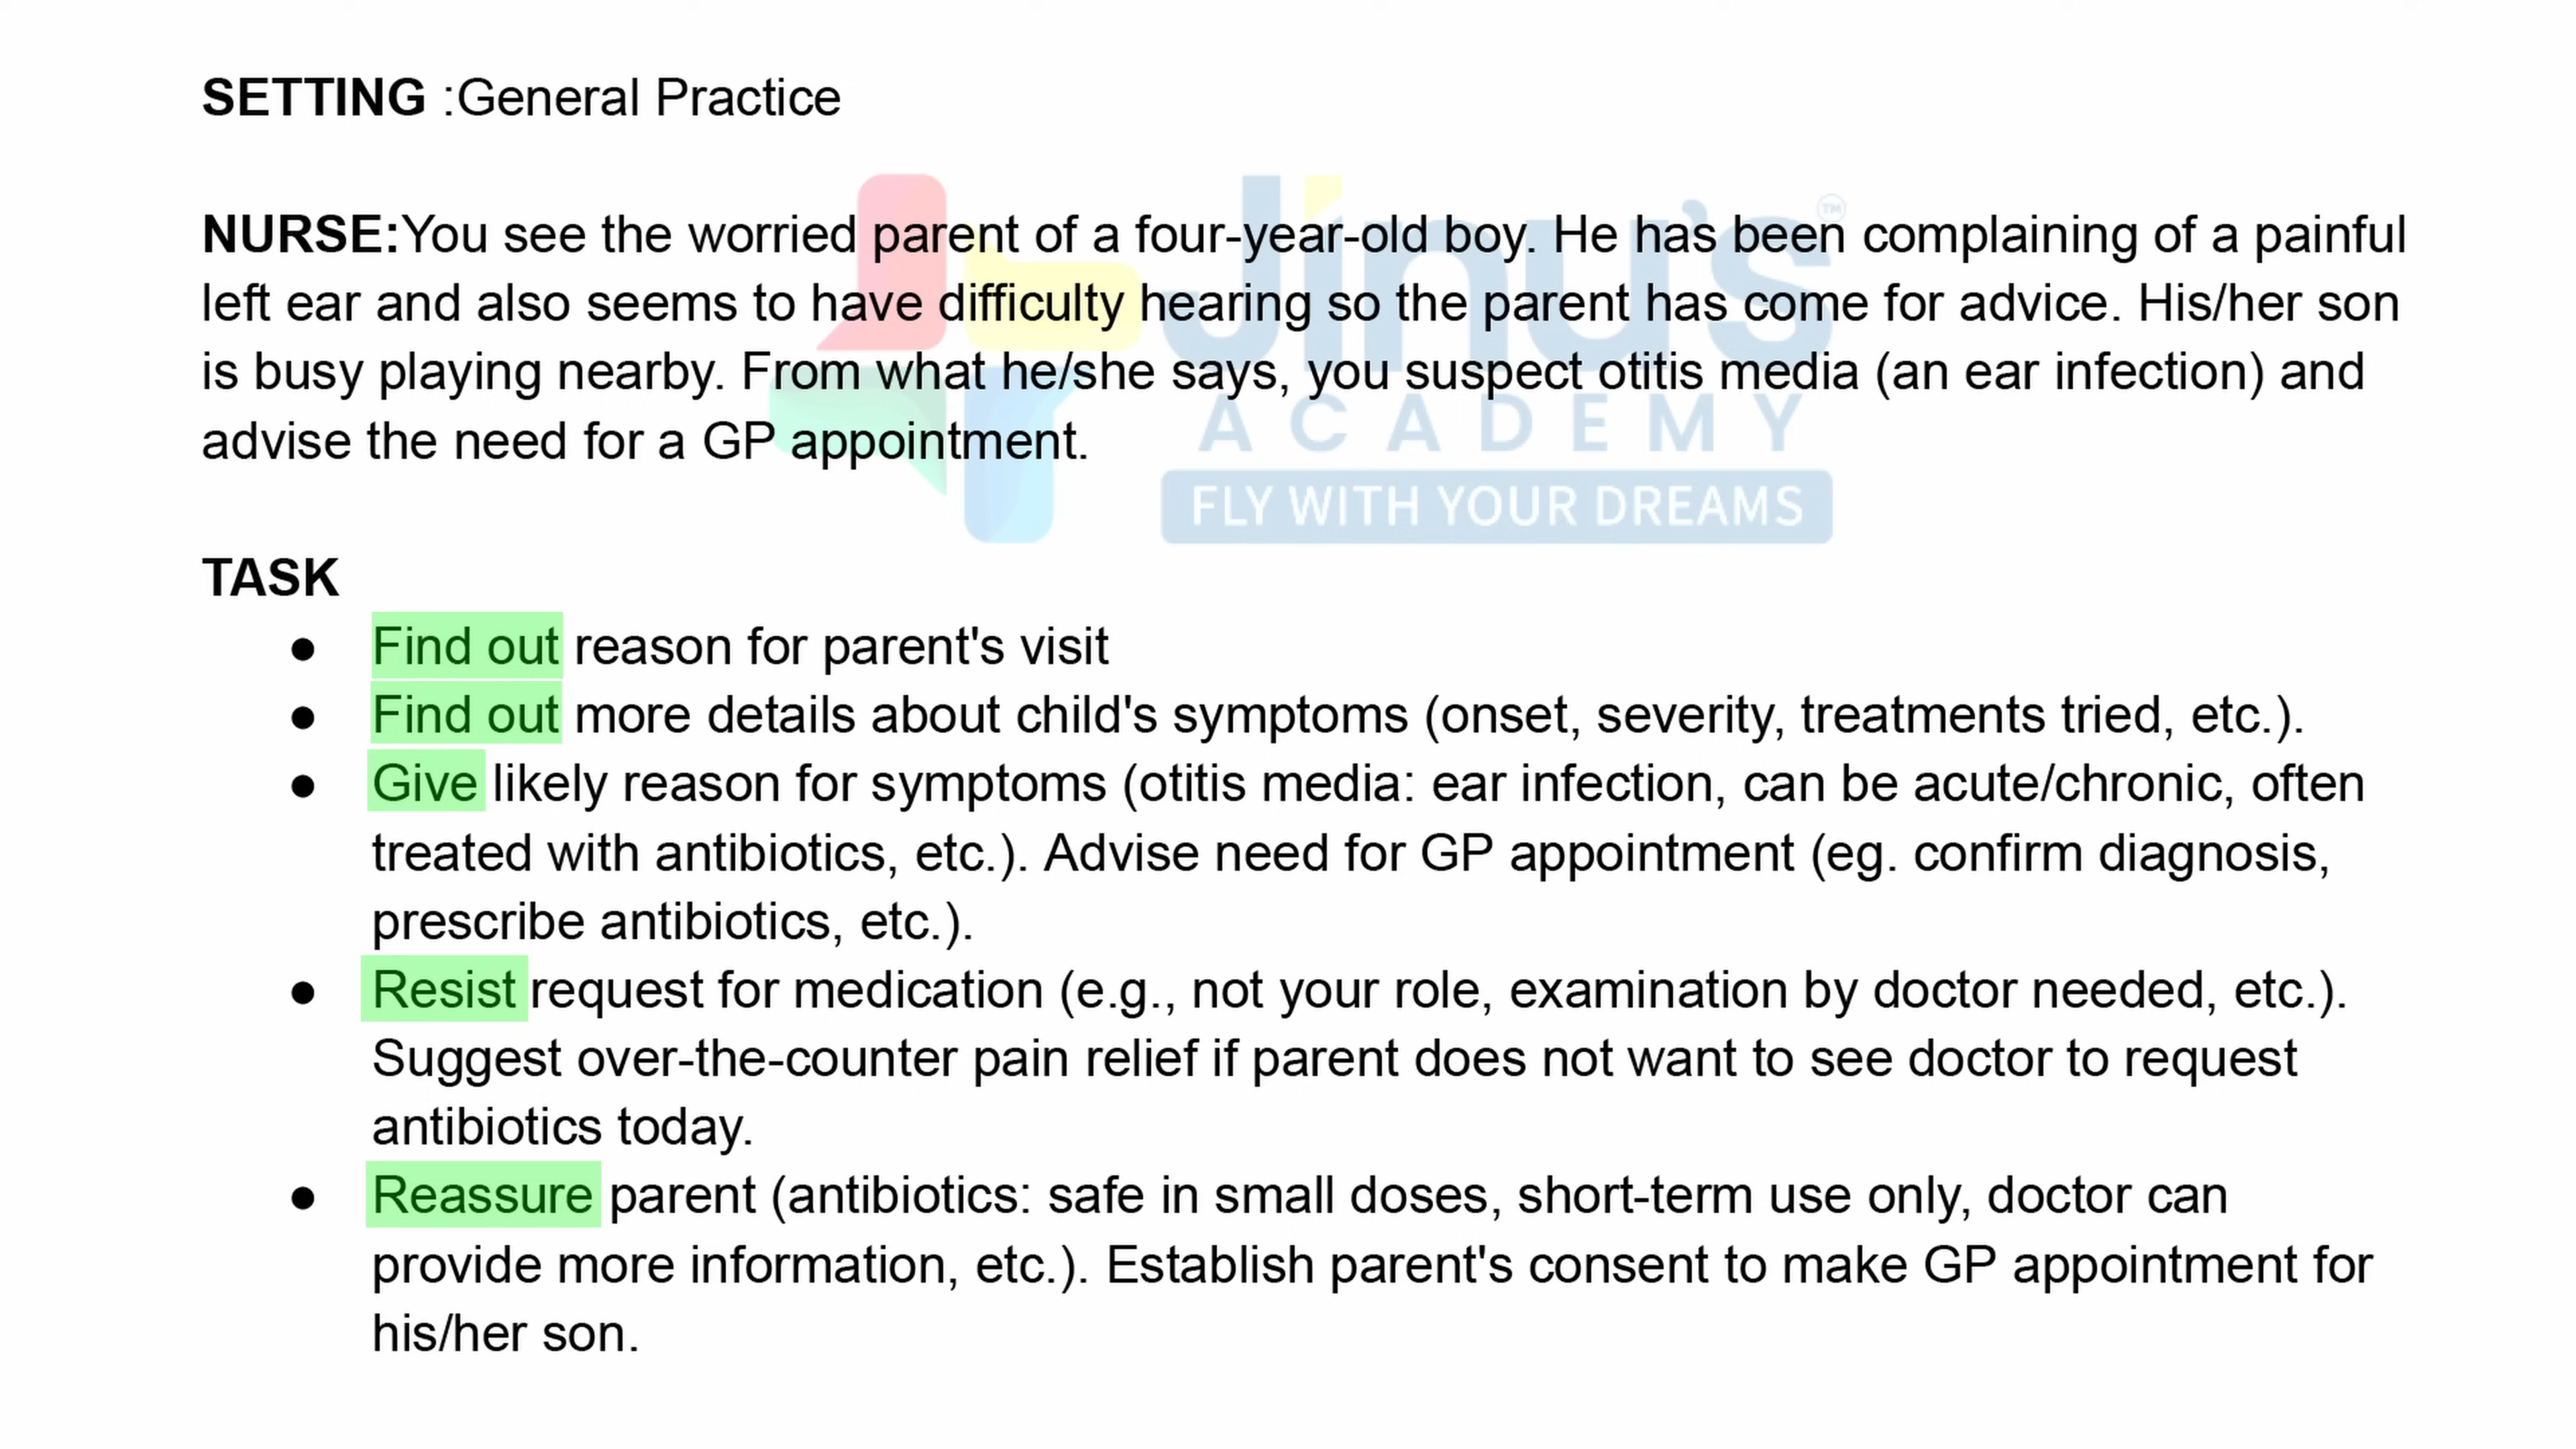 SETTING :General Practice
Jinu's
™
NURSE:You see the worried parent of a four-year-old boy. He has been complaining of a painful
left ear and also seems to have difficulty hearing so the parent has come for advice. His/her son
is busy playing nearby. From what he/she says, you suspect otitis media (an ear infection) and
ACADEMY
advise the need for a GP appointment.
FLY WITH YOUR DREAMS
TASK
● Find out reason for parent's visit
● Find out more details about child's symptoms (onset, severity, treatments tried, etc.).
● Give likely reason for symptoms (otitis media: ear infection, can be acute/chronic, often
treated with antibiotics, etc.). Advise need for GP appointment (eg. confirm diagnosis,
prescribe antibiotics, etc.).
● Resist request for medication (e.g., not your role, examination by doctor needed, etc.).
Suggest over-the-counter pain relief if parent does not want to see doctor to request
antibiotics today.
● Reassure parent (antibiotics: safe in small doses, short-term use only, doctor can
provide more information, etc.). Establish parent's consent to make GP appointment for
his/her son.